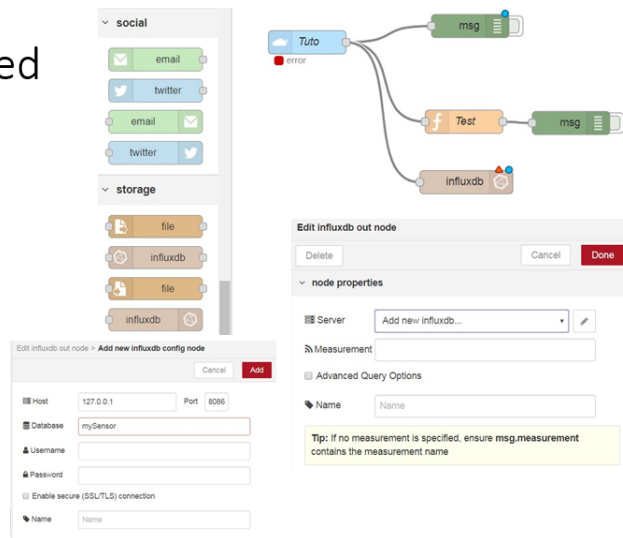 ed
social
email
twitter
email
twitter
storage
file
influxdb
file
influxdb
Tuto
error
msg
Test
msg
influxdb
Edit influxdb out node
Delete
Cancel
Done
node properties
Server
Add new influxdb...
Measurement
Advanced Query Options
Name
Name
Tip: If no measurement is specified, ensure msg.measurement
contains the measurement name
Edit influxdb out node > Add new influxdb config node
Cancel
Add
Host
127.0.0.1
Port
8086
Database
mySensor
Username
Password
Enable secure (SSL/TLS) connection
Name
Name